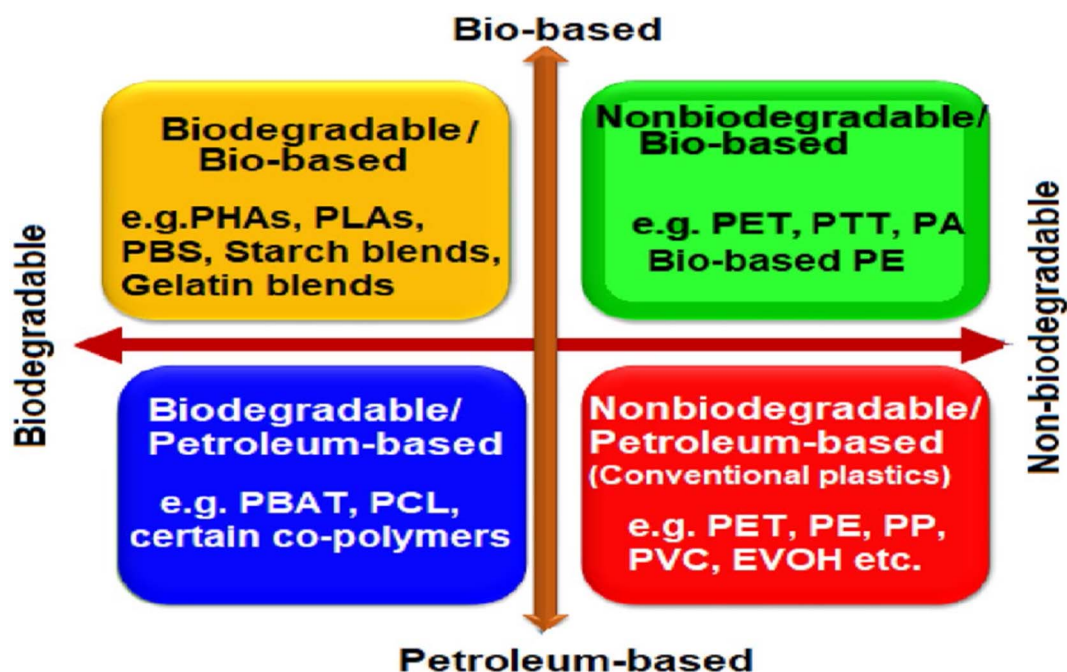 Bio-based
Biodegradable/
Bio-based
e.g.PHAs, PLAs,
PBS, Starch blends,
Gelatin blends
Nonbiodegradable/
Bio-based
e.g. PET, PTT, PA
Bio-based PE
Biodegradable
Non-biodegradable
Biodegradable/
Petroleum-based
e.g. PBAT, PCL,
certain co-polymers
Nonbiodegradable/
Petroleum-based
(Conventional plastics)
e.g. PET, PE, PP,
PVC, EVOH etc.
Petroleum-based